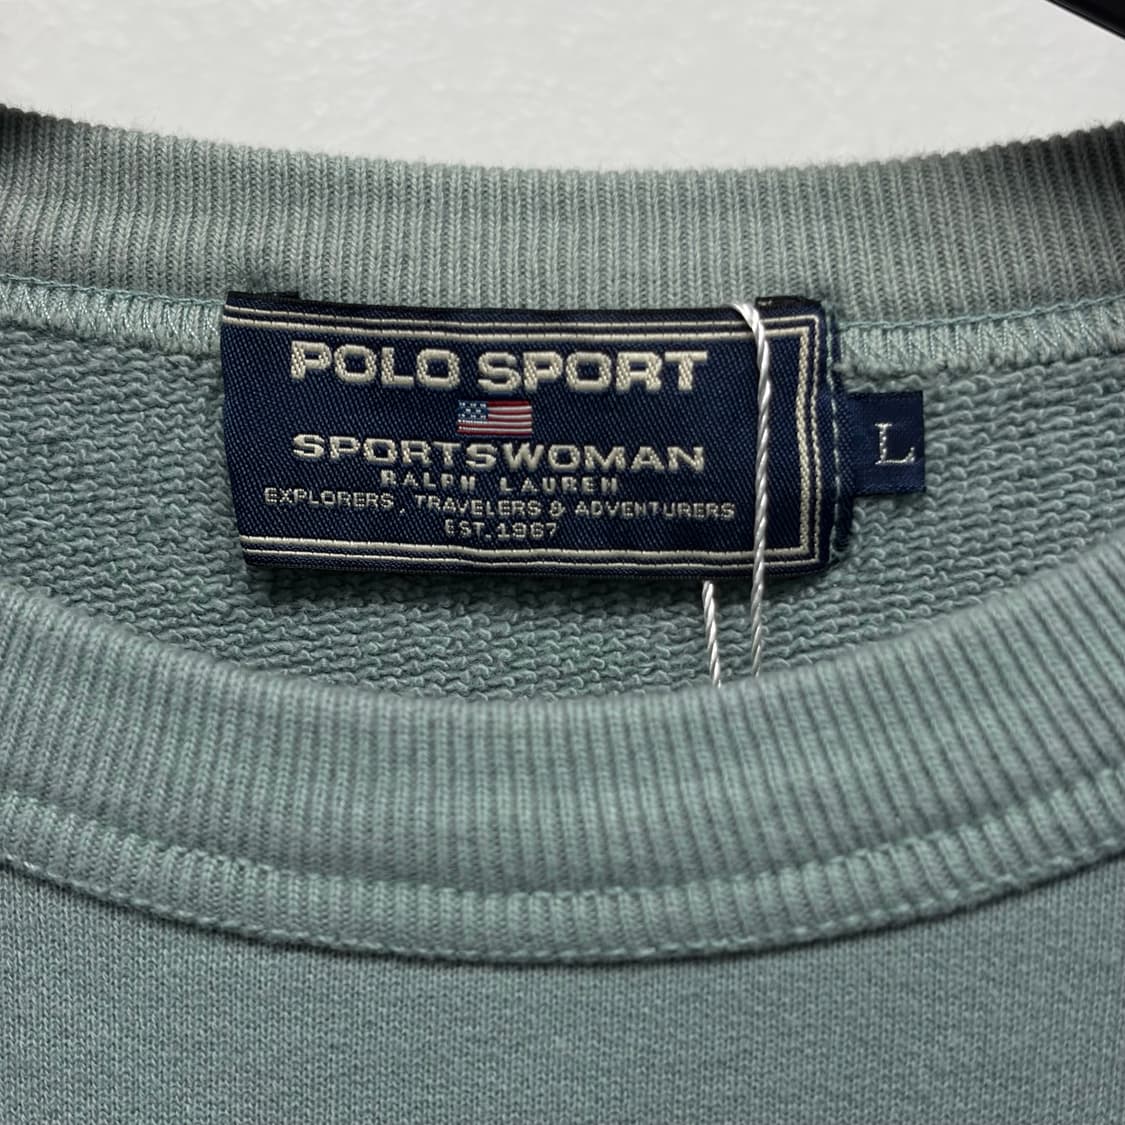 POLO SPORT
SPORTSWOMAN
RALPH LAUREN
EXPLORERS, TRAVELERS & ADVENTURERS
EST. 1967
L